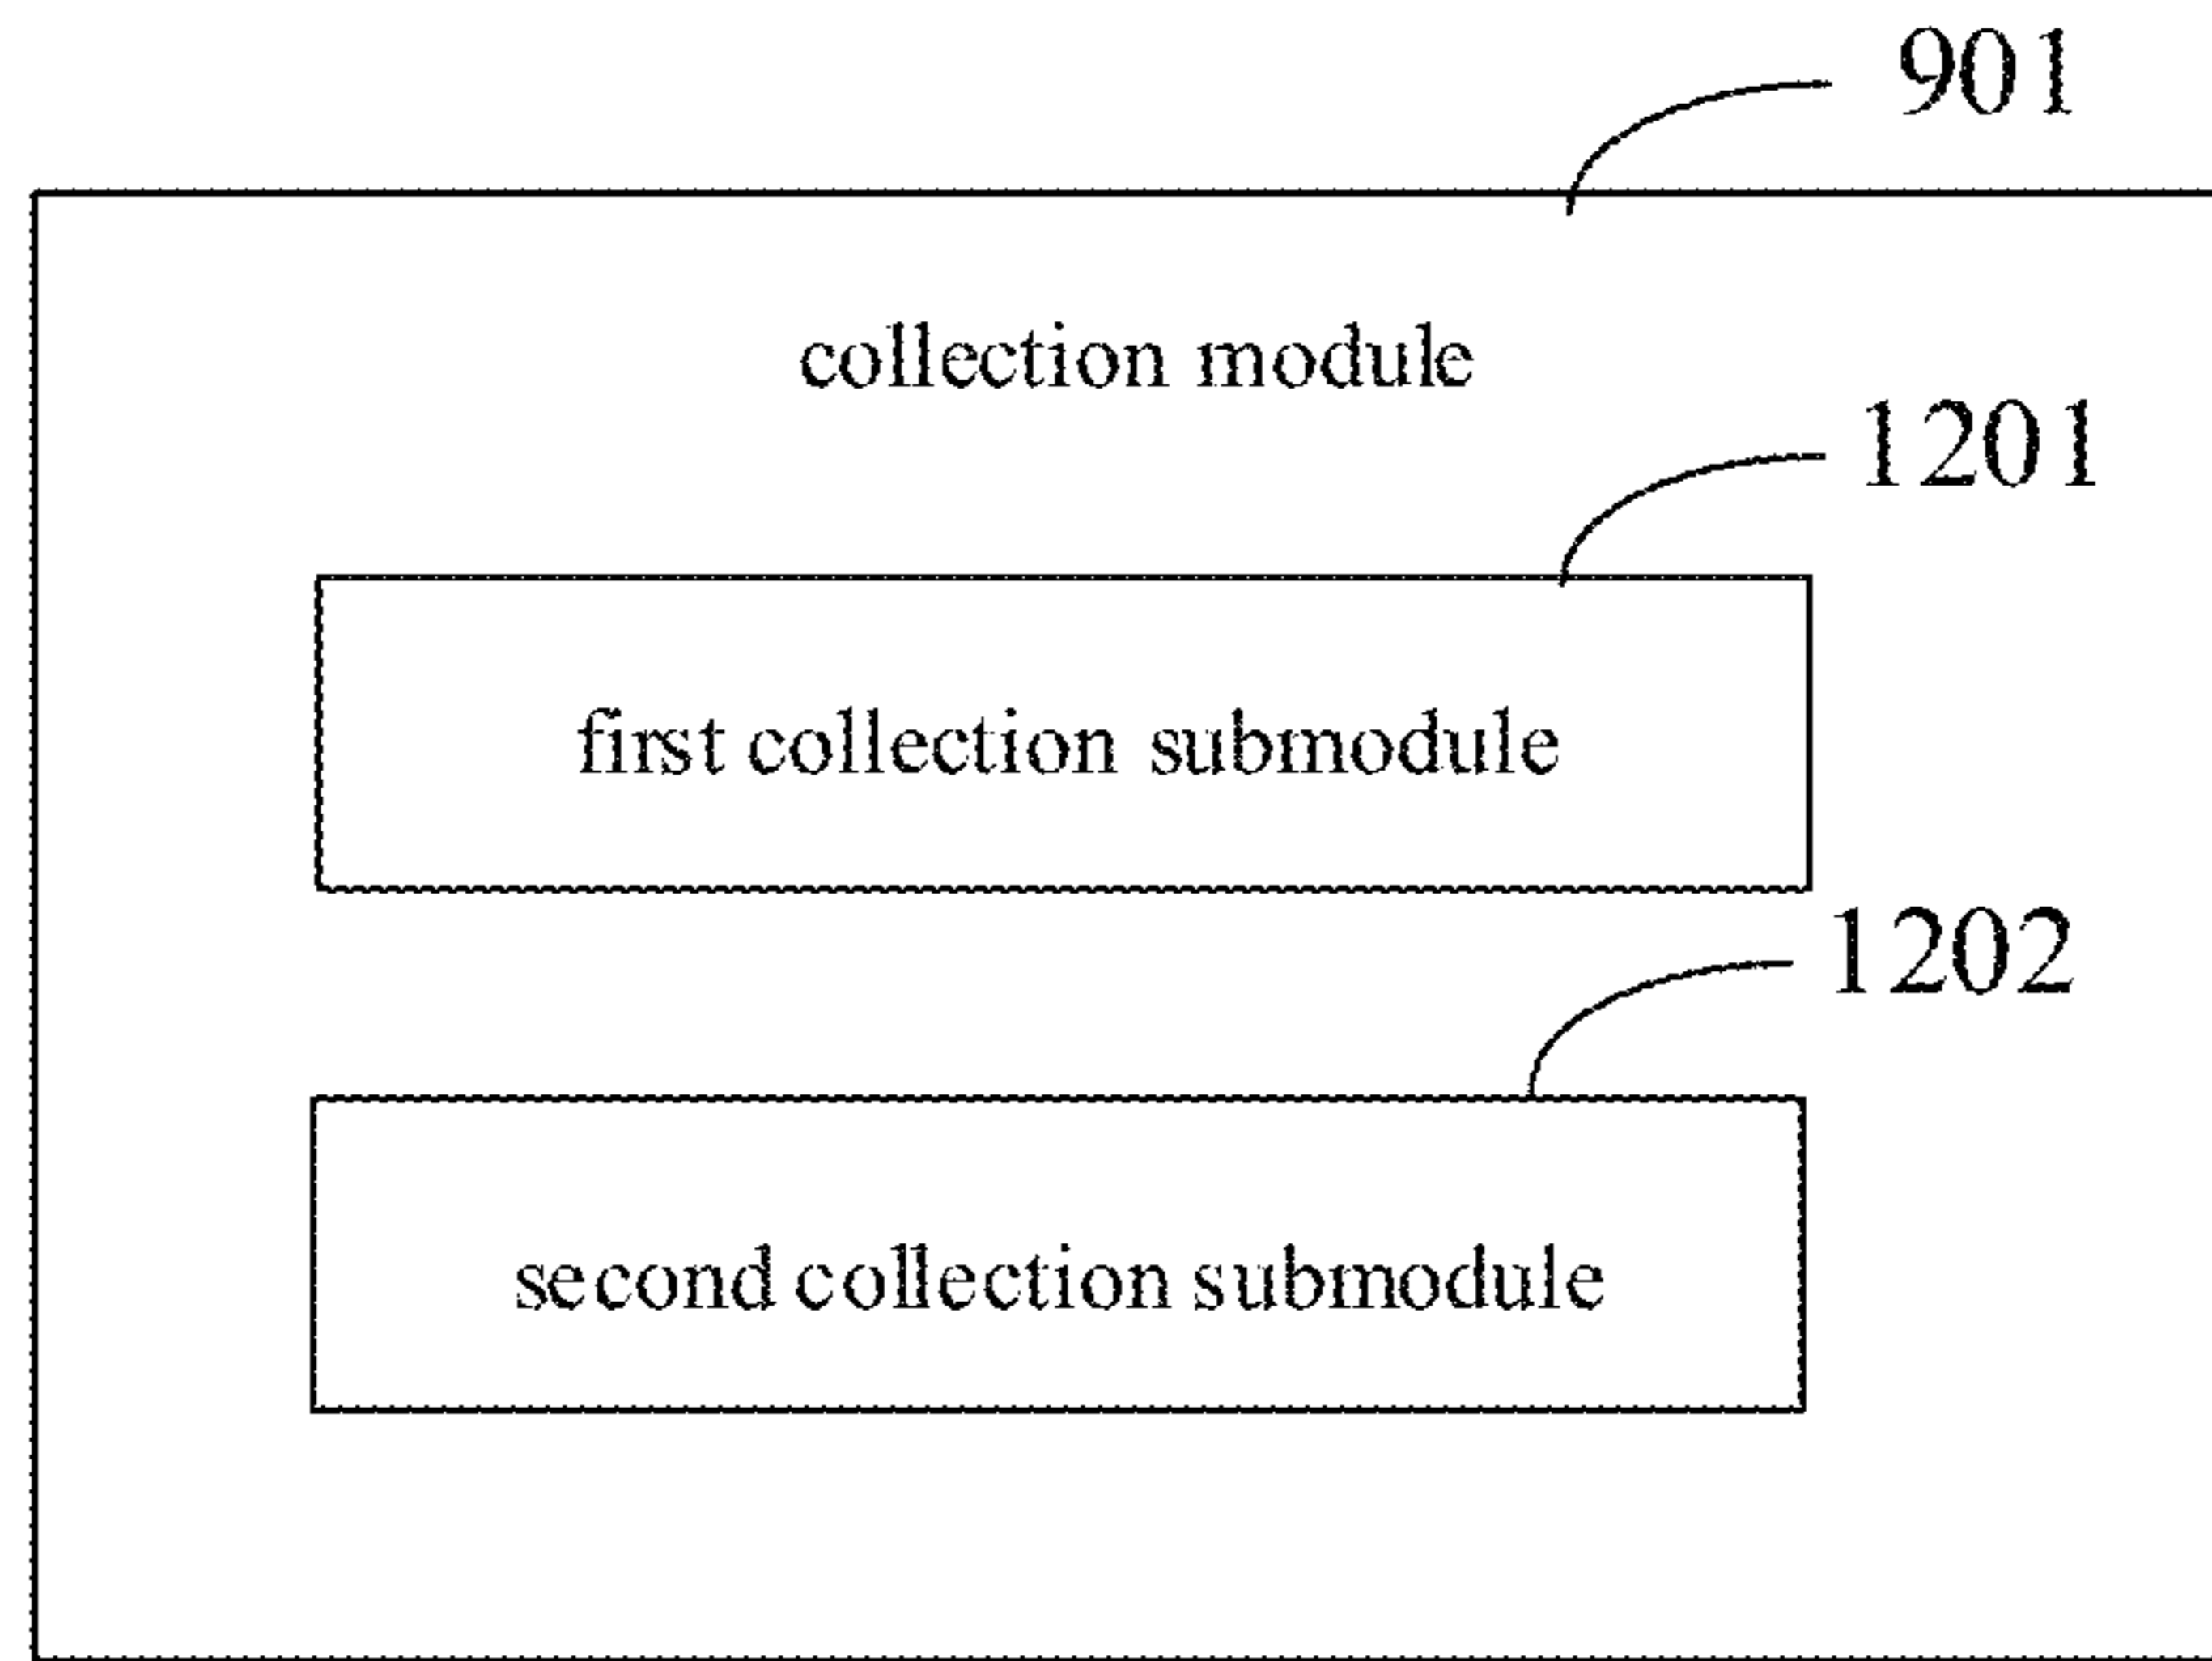 901
collection module
1201
first collection submodule
1202
second collection submodule